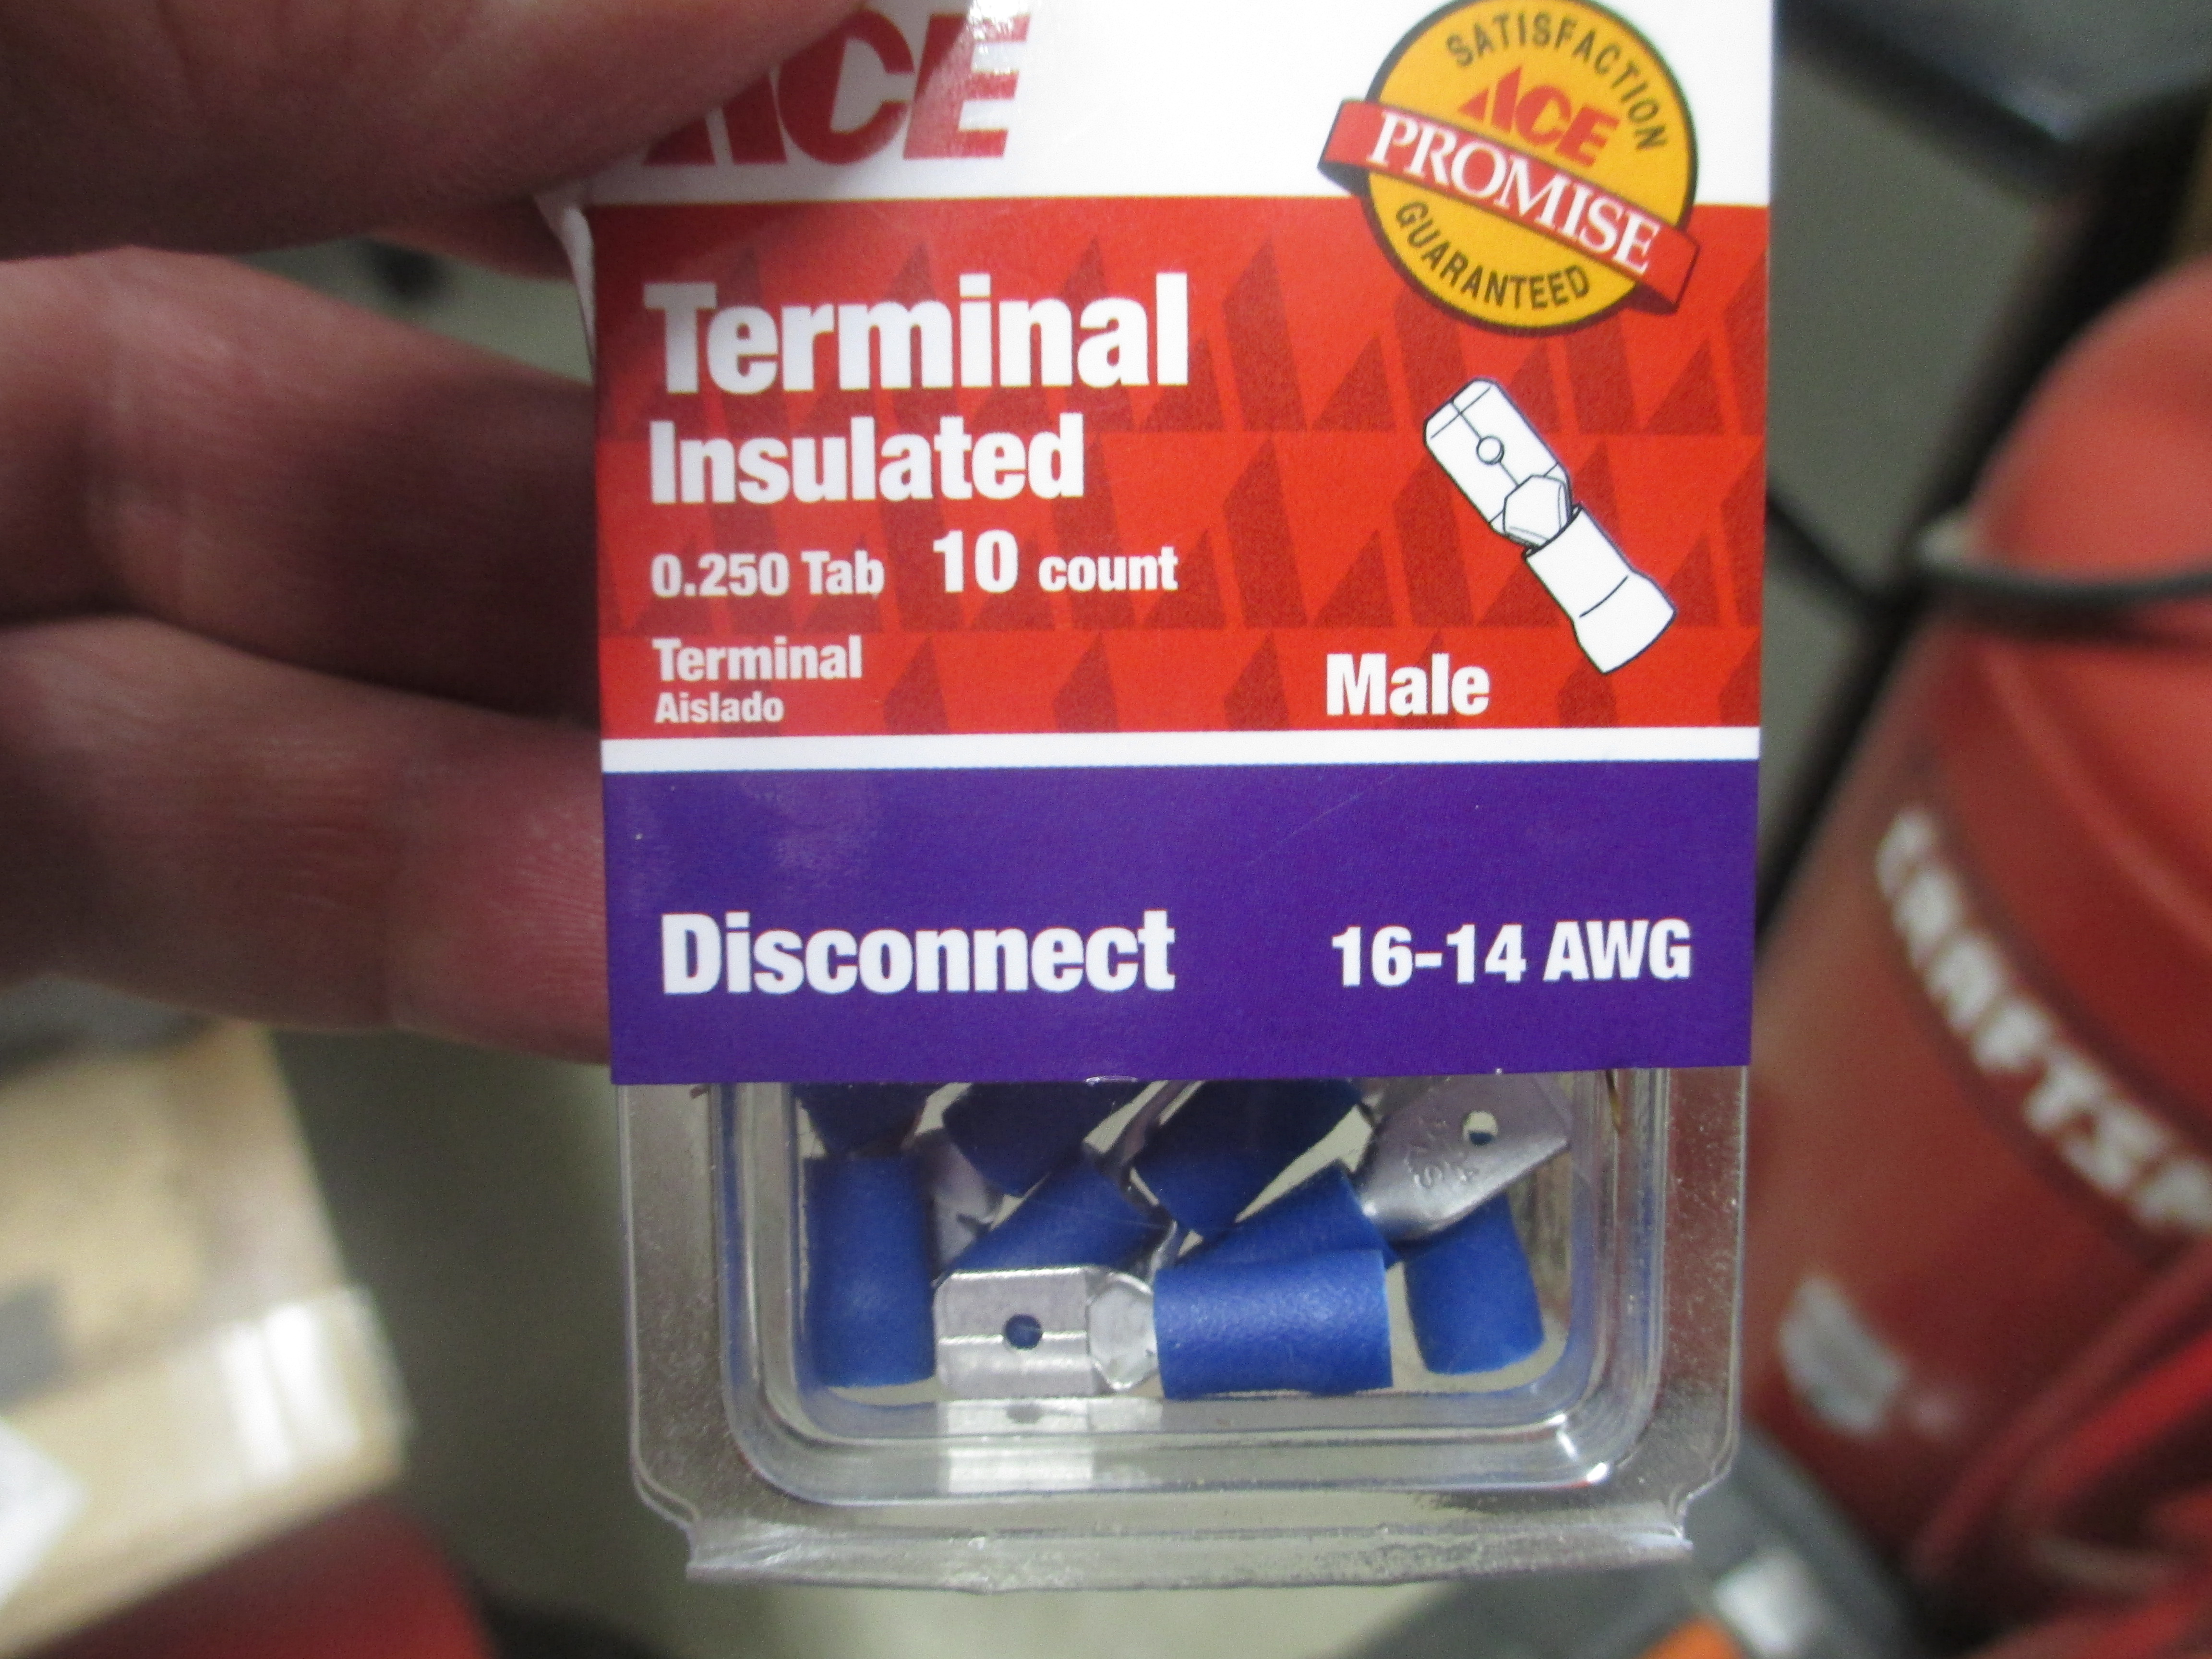 ACE
SATISFACTION
ACE
PROMISE
GUARANTEED
Terminal
Insulated
0.250 Tab 10 count
Terminal
Aislado
Male
Disconnect 16-14 AWG